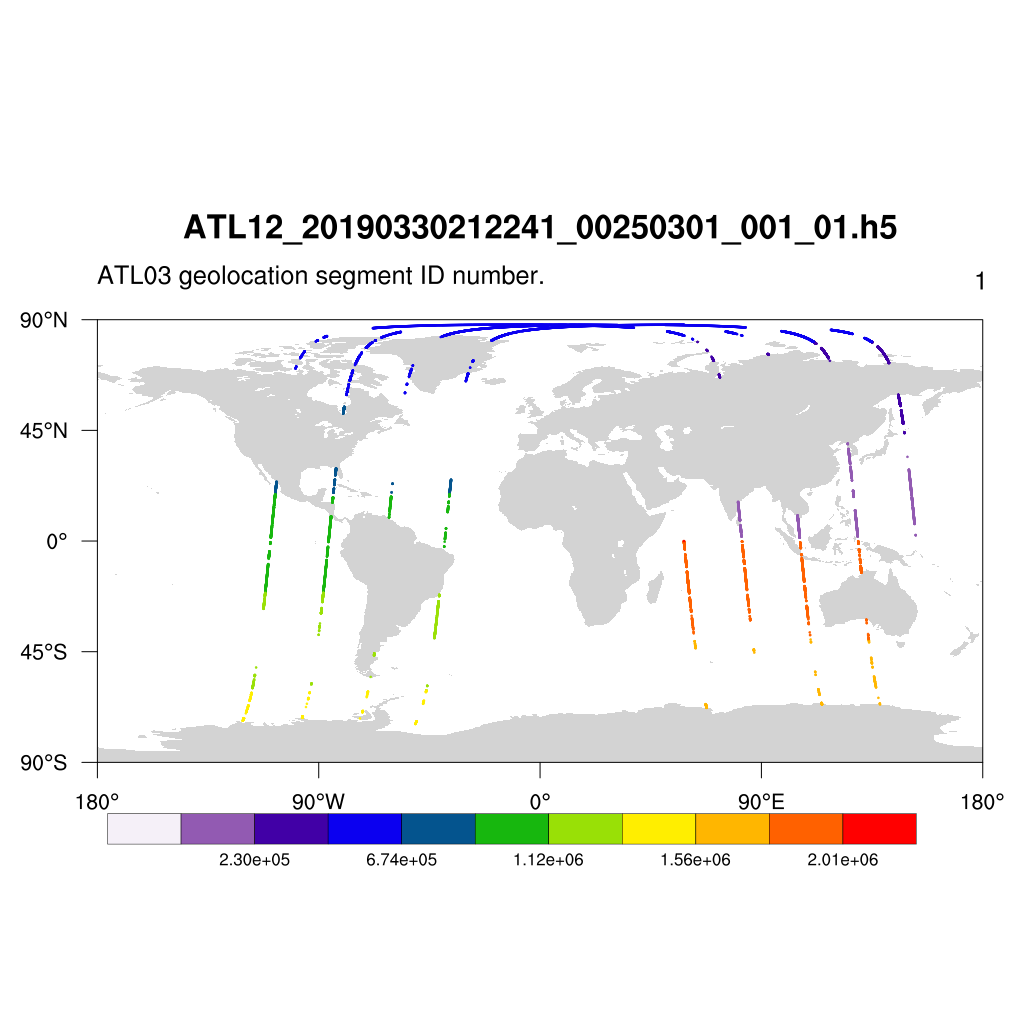 ATL12_20190330212241_00250301_001_01.h5
ATL03 geolocation segment ID number.
1
90°N
45°N
0°
45°S
90°S
180° 90°W 0° 90°E 180°
2.30e+05 6.74e+05 1.12e+06 1.56e+06 2.01e+06